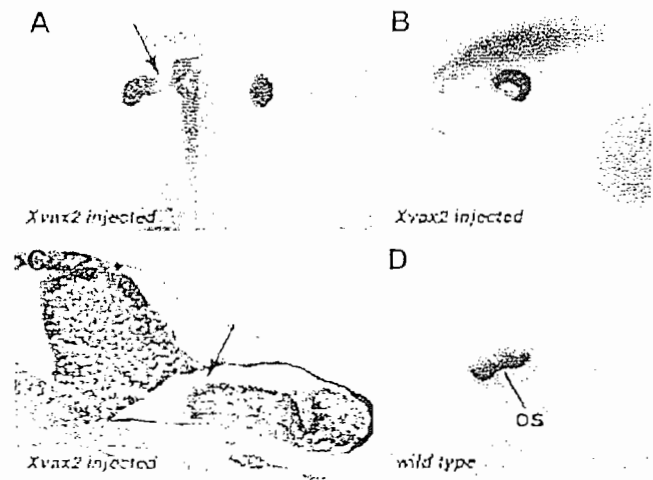 A
B
Xvax2 injected
Xvax2 injected
C
D
os
Xvax2 injected
wild type